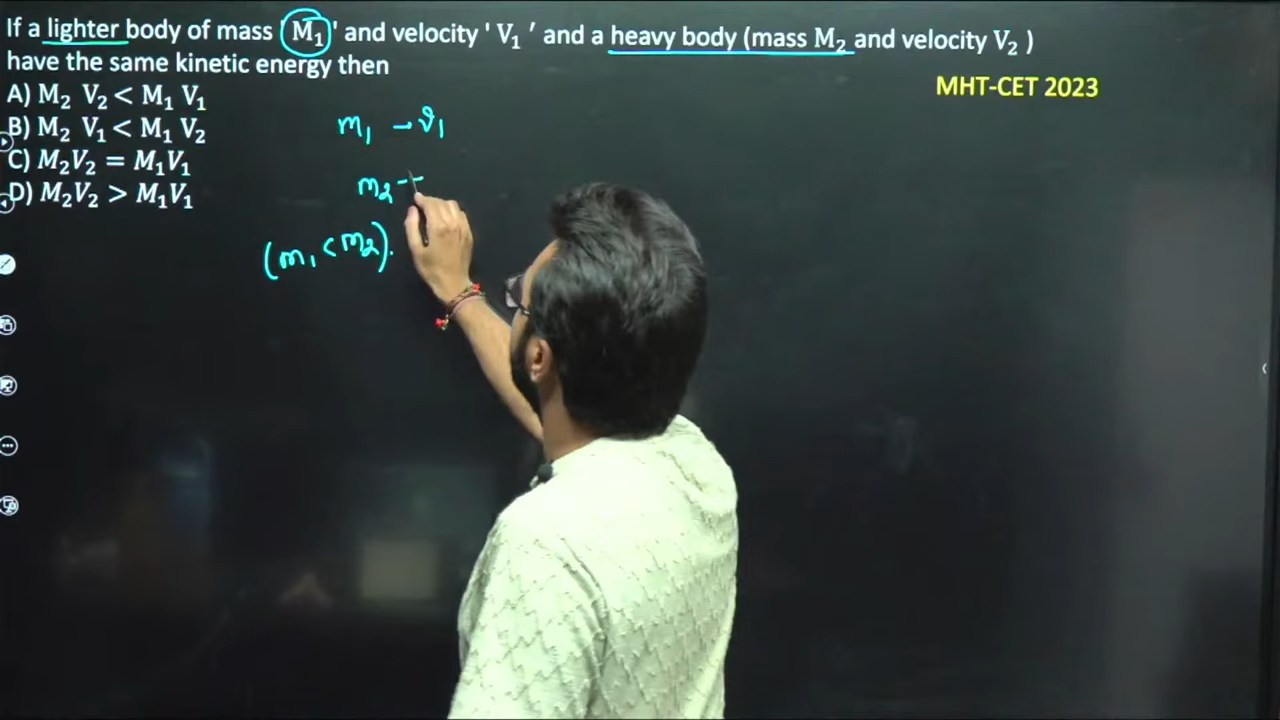 If a lighter body of mass ' M₁ ' and velocity ' V₁ ' and a heavy body (mass M₂ and velocity V₂ )
have the same kinetic energy then
MHT-CET 2023
A) M₂ V₂ < M₁ V₁
B) M₂ V₁ < M₁ V₂
C) M₂V₂ = M₁V₁
D) M₂V₂ > M₁V₁
m₁ → v₁
m₂ -
(m₁ < m₂).